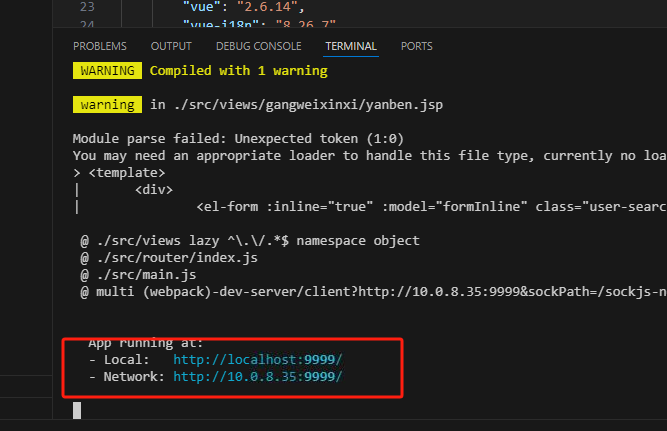 23 "vue": "2.6.14",
24 "vue-i18n": "8.26.7"
PROBLEMS OUTPUT DEBUG CONSOLE TERMINAL PORTS
WARNING Compiled with 1 warning
warning in ./src/views/gangweixinxi/yanben.jsp
Module parse failed: Unexpected token (1:0)
You may need an appropriate loader to handle this file type, currently no loa
> <template>
| <div>
| <el-form :inline="true" :model="formInline" class="user-searc
@ ./src/views lazy ^\.\/.*$ namespace object
@ ./src/router/index.js
@ ./src/main.js
@ multi (webpack)-dev-server/client?http://10.0.8.35:9999&sockPath=/sockjs-n
App running at:
- Local: http://localhost:9999/
- Network: http://10.0.8.35:9999/